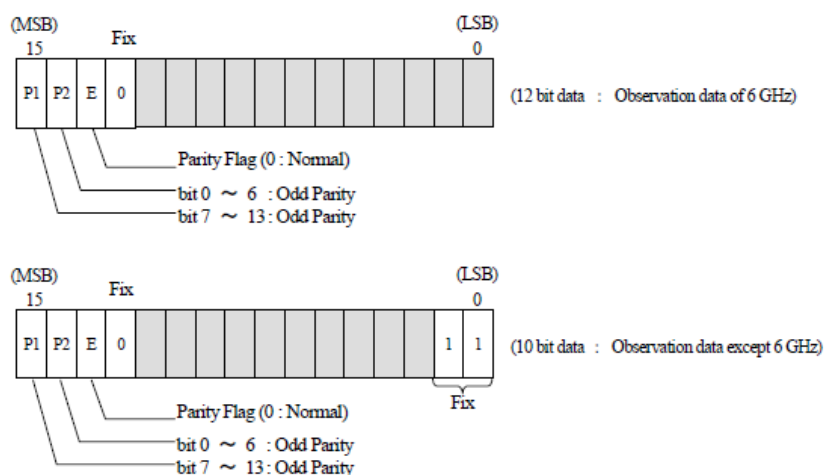 (MSB) (LSB)
15 Fix 0
P1 P2 E 0
(12 bit data : Observation data of 6 GHz)
Parity Flag (0 : Normal)
bit 0 ～ 6 : Odd Parity
bit 7 ～ 13 : Odd Parity
(MSB) (LSB)
15 Fix 0
P1 P2 E 0 1 1
(10 bit data : Observation data except 6 GHz)
Fix
Parity Flag (0 : Normal)
bit 0 ～ 6 : Odd Parity
bit 7 ～ 13 : Odd Parity